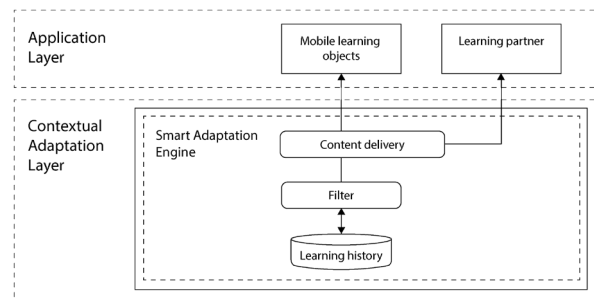 Application
Layer
Mobile learning
objects
Learning partner
Contextual
Adaptation
Layer
Smart Adaptation
Engine
Content delivery
Filter
Learning history